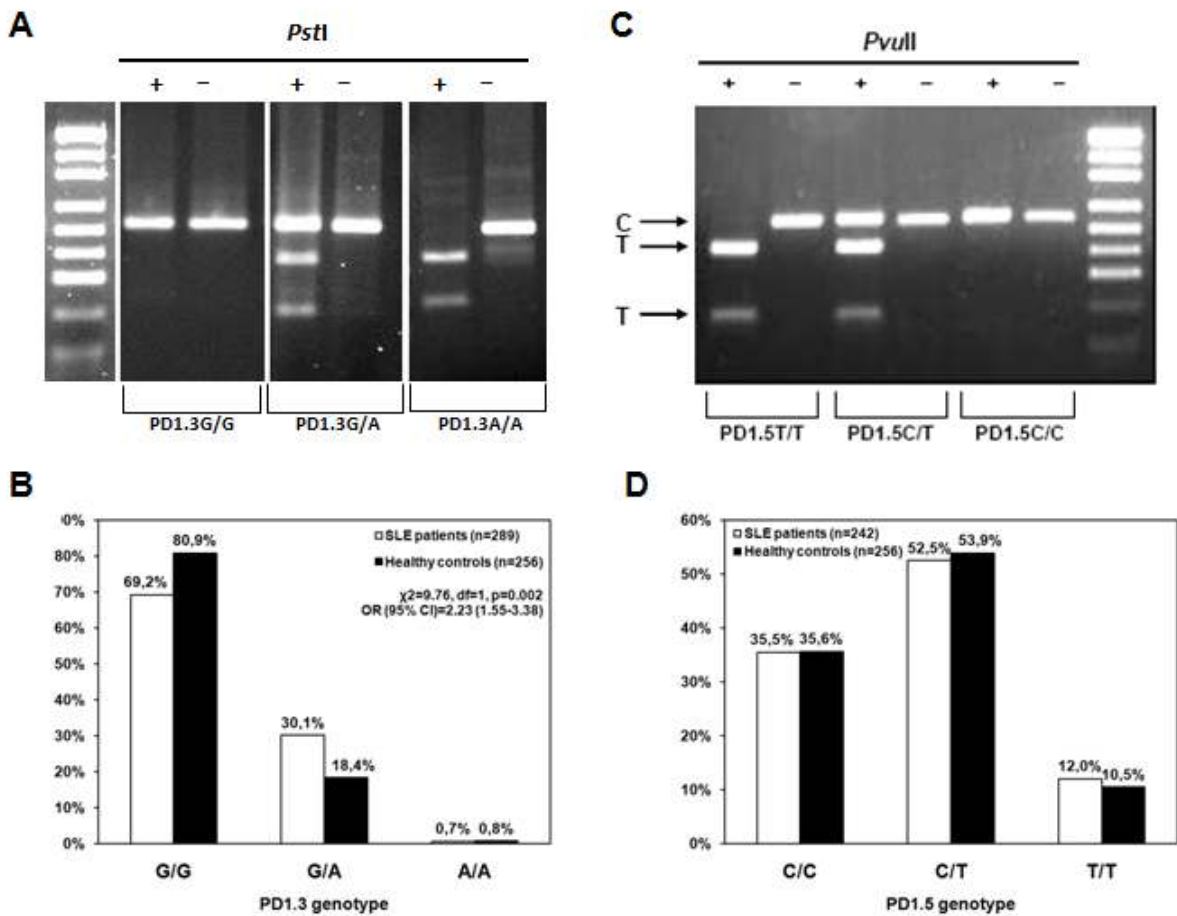 A
PstI
+ − + − + −
PD1.3G/G PD1.3G/A PD1.3A/A
C
PvuII
+ − + − + −
C
T
T
PD1.5T/T PD1.5C/T PD1.5C/C
B
0%
80%
70%
60%
50%
40%
30%
20%
10%
0%
SLE patients (n=289)
Healthy controls (n=256)
χ2=9.76, df=1, p=0.002
OR (95% CI)=2.23 (1.55-3.38)
69,2% 80,9%
30,1% 18,4%
0,7% 0,8%
G/G G/A A/A
PD1.3 genotype
D
60%
50%
40%
30%
20%
10%
0%
SLE patients (n=242)
Healthy controls (n=256)
35,5% 35,6%
52,5% 53,9%
12,0% 10,5%
C/C C/T T/T
PD1.5 genotype